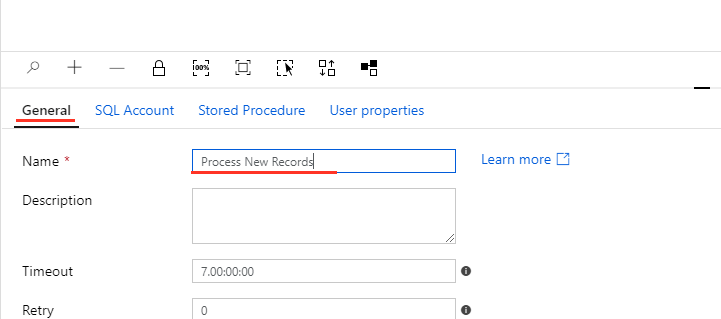 100%
General SQL Account Stored Procedure User properties
Name * Process New Records Learn more
Description
Timeout 7.00:00:00
Retry 0